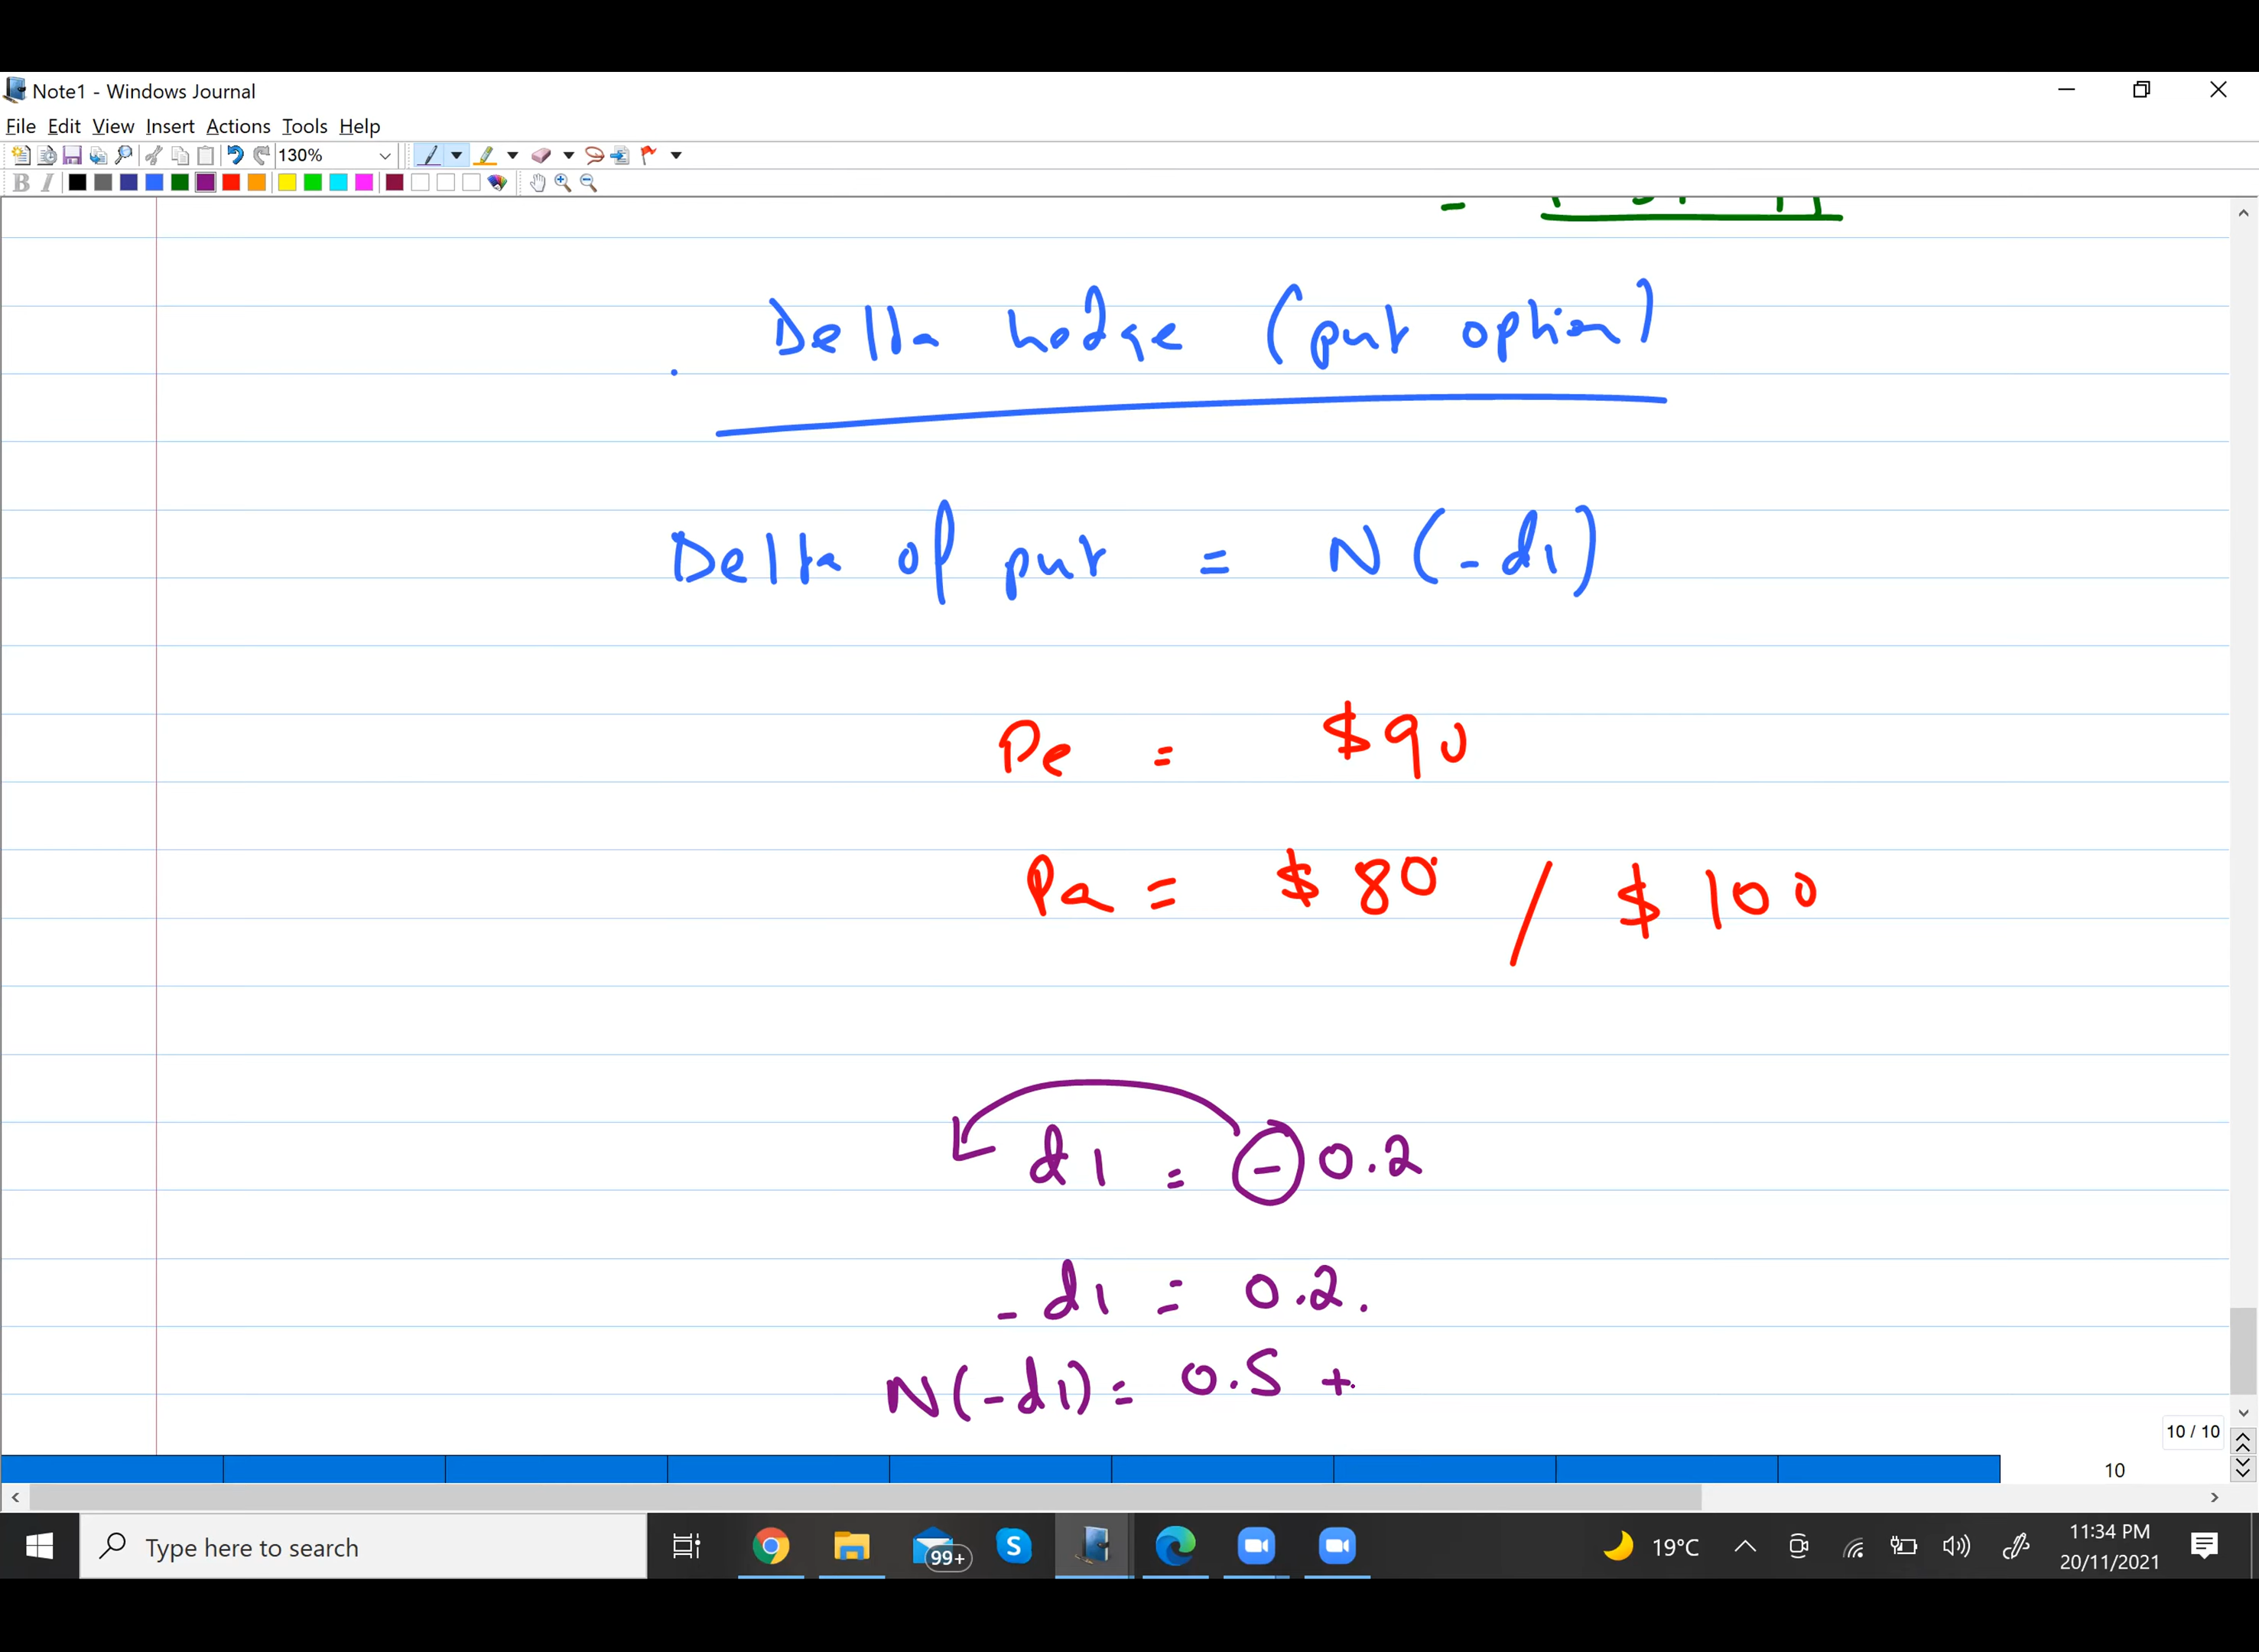 Note1 - Windows Journal
File Edit View Insert Actions Tools Help
130%
B I
Delta hedge (put option)
Delta of put = N(-d1)
Pe = $90
Pa = $80 / $100
d1 = - 0.2
- d1 = 0.2.
N(-d1) = 0.5 +
10 / 10
10
Type here to search
99+
S
19°C
11:34 PM
20/11/2021